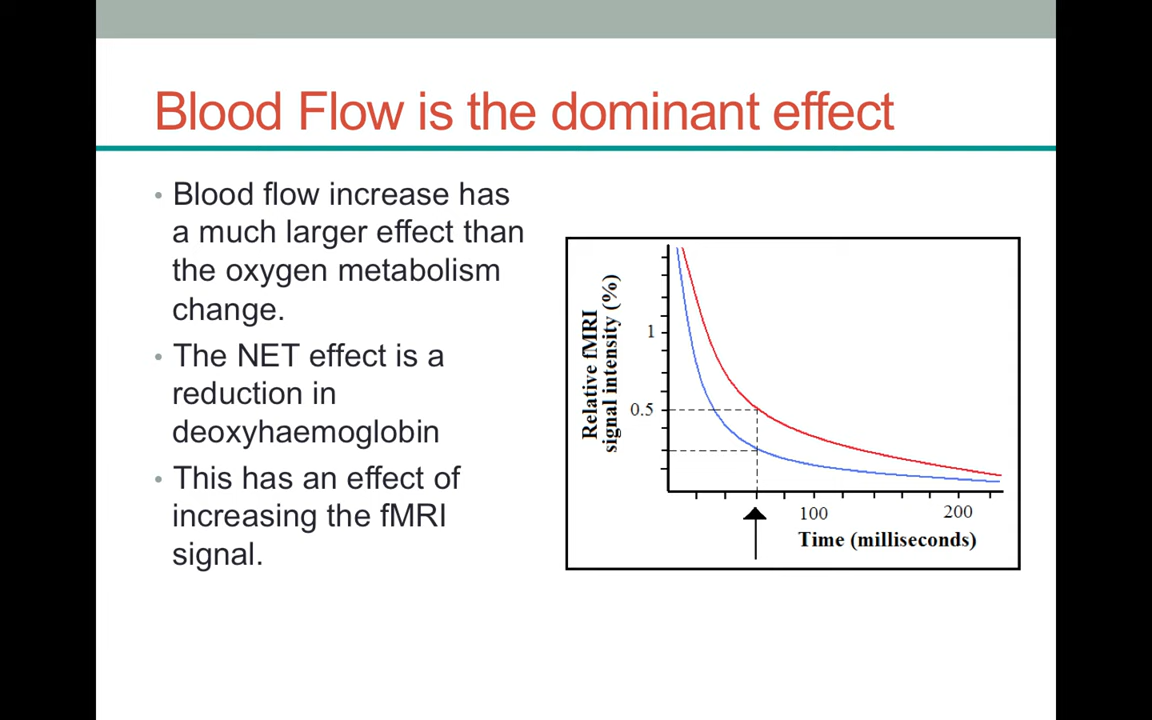 Blood Flow is the dominant effect
• Blood flow increase has
a much larger effect than
the oxygen metabolism
change.
• The NET effect is a
reduction in
deoxyhaemoglobin
• This has an effect of
increasing the fMRI
signal.
Relative fMRI
signal intensity (%)
1
0.5
100
200
Time (milliseconds)